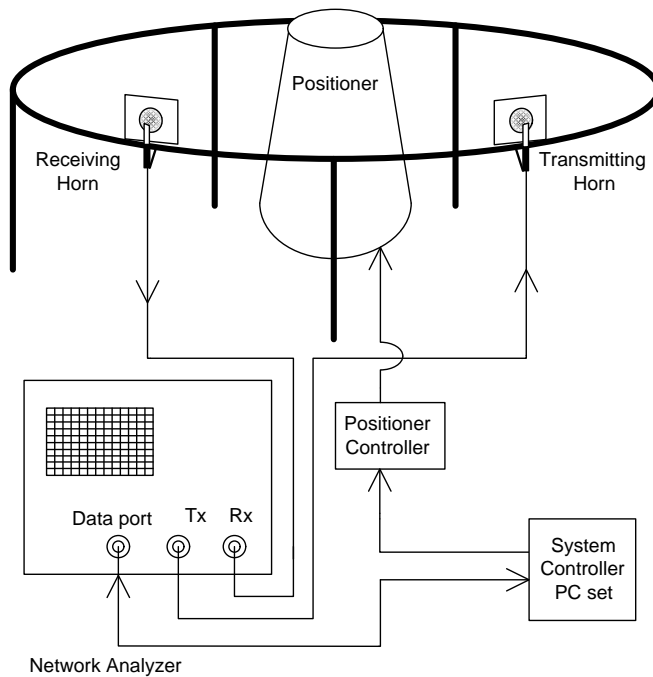 Positioner
Receiving
Horn
Transmitting
Horn
Positioner
Controller
Data port
Tx
Rx
System
Controller
PC set
Network Analyzer